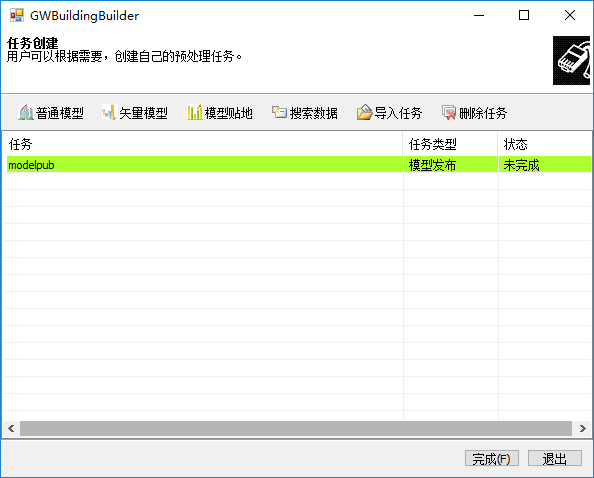 GWBuildingBuilder
任务创建
用户可以根据需要，创建自己的预处理任务。
普通模型 矢量模型 模型贴地 搜索数据 导入任务 删除任务
任务 任务类型 状态
modelpub 模型发布 未完成
完成(F) 退出